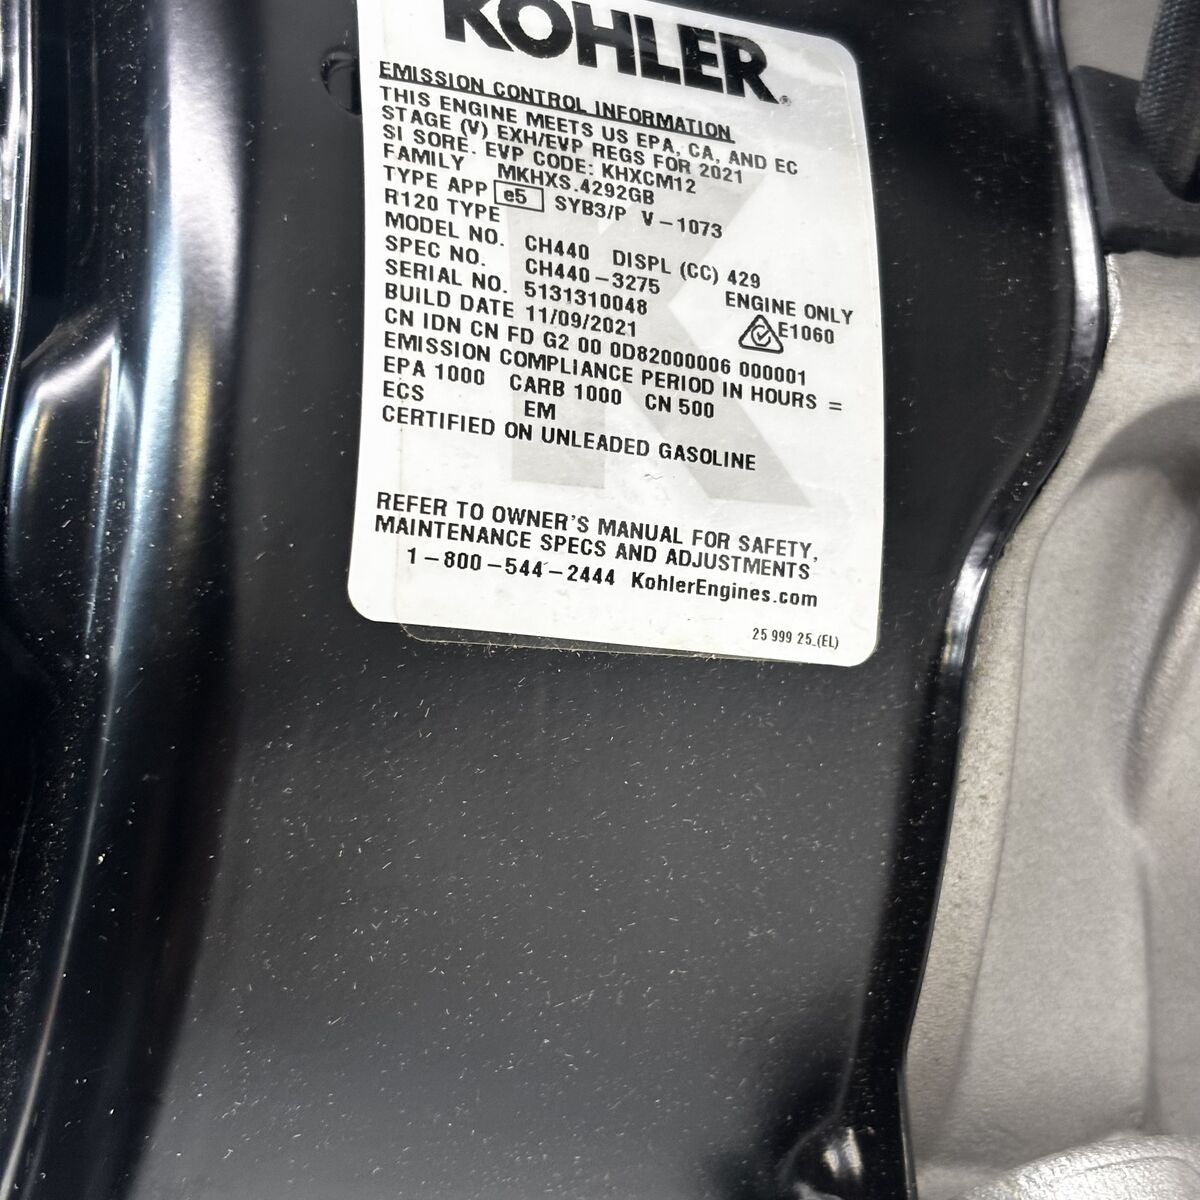 KOHLER®
EMISSION CONTROL INFORMATION
THIS ENGINE MEETS US EPA, CA, AND EC
STAGE (V) EXH/EVP REGS FOR 2021
SI SORE. EVP CODE: KHXCM12
FAMILY MKHXS.4292GB
TYPE APP e5 SYB3/P V-1073
R120 TYPE
MODEL NO. CH440 DISPL (CC) 429
SPEC NO. CH440-3275
SERIAL NO. 5131310048 ENGINE ONLY
BUILD DATE 11/09/2021 E1060
CN IDN CN FD G2 00 0D82000006 000001
EMISSION COMPLIANCE PERIOD IN HOURS =
EPA 1000 CARB 1000 CN 500
ECS EM
CERTIFIED ON UNLEADED GASOLINE
REFER TO OWNER'S MANUAL FOR SAFETY,
MAINTENANCE SPECS AND ADJUSTMENTS
1-800-544-2444 KohlerEngines.com
25 999 25_(EL)